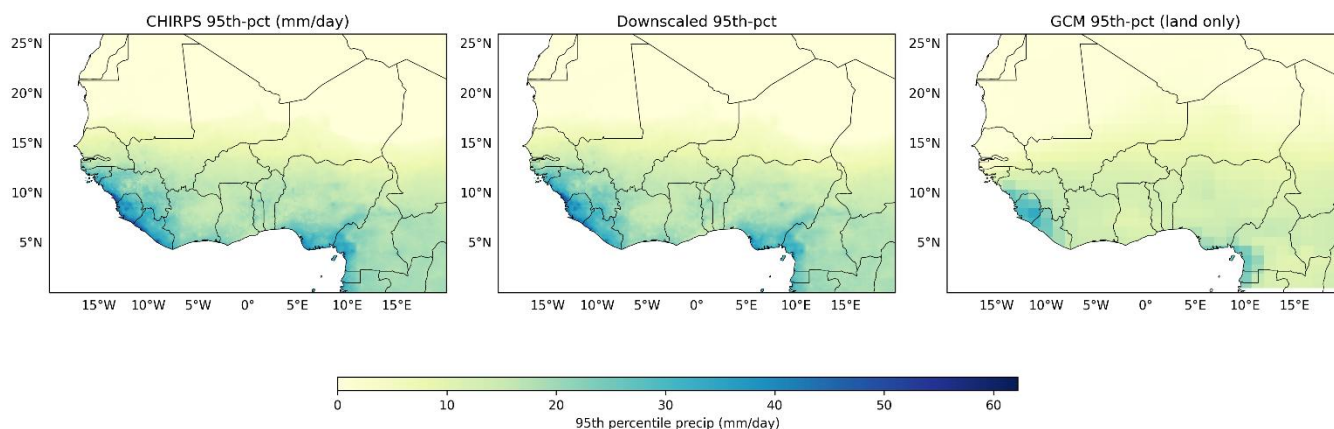 CHIRPS 95th-pct (mm/day)
Downscaled 95th-pct
GCM 95th-pct (land only)
25°N
20°N
15°N
10°N
5°N
15°W 10°W 5°W 0° 5°E 10°E 15°E
25°N
20°N
15°N
10°N
5°N
15°W 10°W 5°W 0° 5°E 10°E 15°E
25°N
20°N
15°N
10°N
5°N
15°W 10°W 5°W 0° 5°E 10°E 15°E
0 10 20 30 40 50 60
95th percentile precip (mm/day)